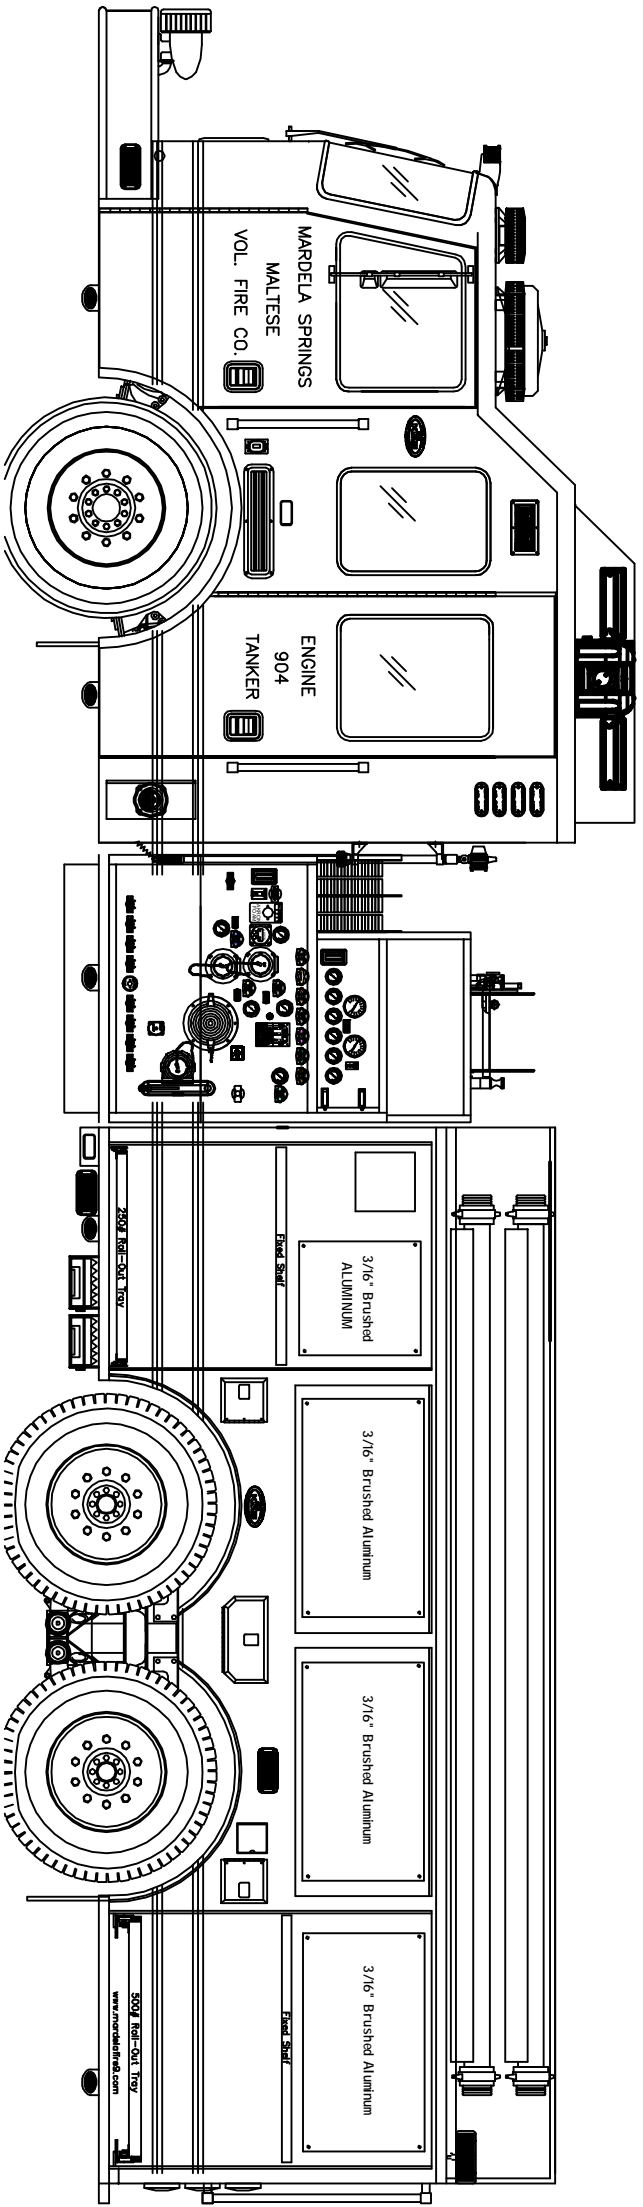 MARDELA SPRINGS
MALTESE
VOL. FIRE CO.
ENGINE
904
TANKER
3/16" Brushed
ALUMINUM
Fixed Shelf
250# Roll-Out Tray
3/16" Brushed Aluminum
3/16" Brushed Aluminum
3/16" Brushed Aluminum
Fixed Shelf
500# Roll-Out Tray
www.mardelafire9.com